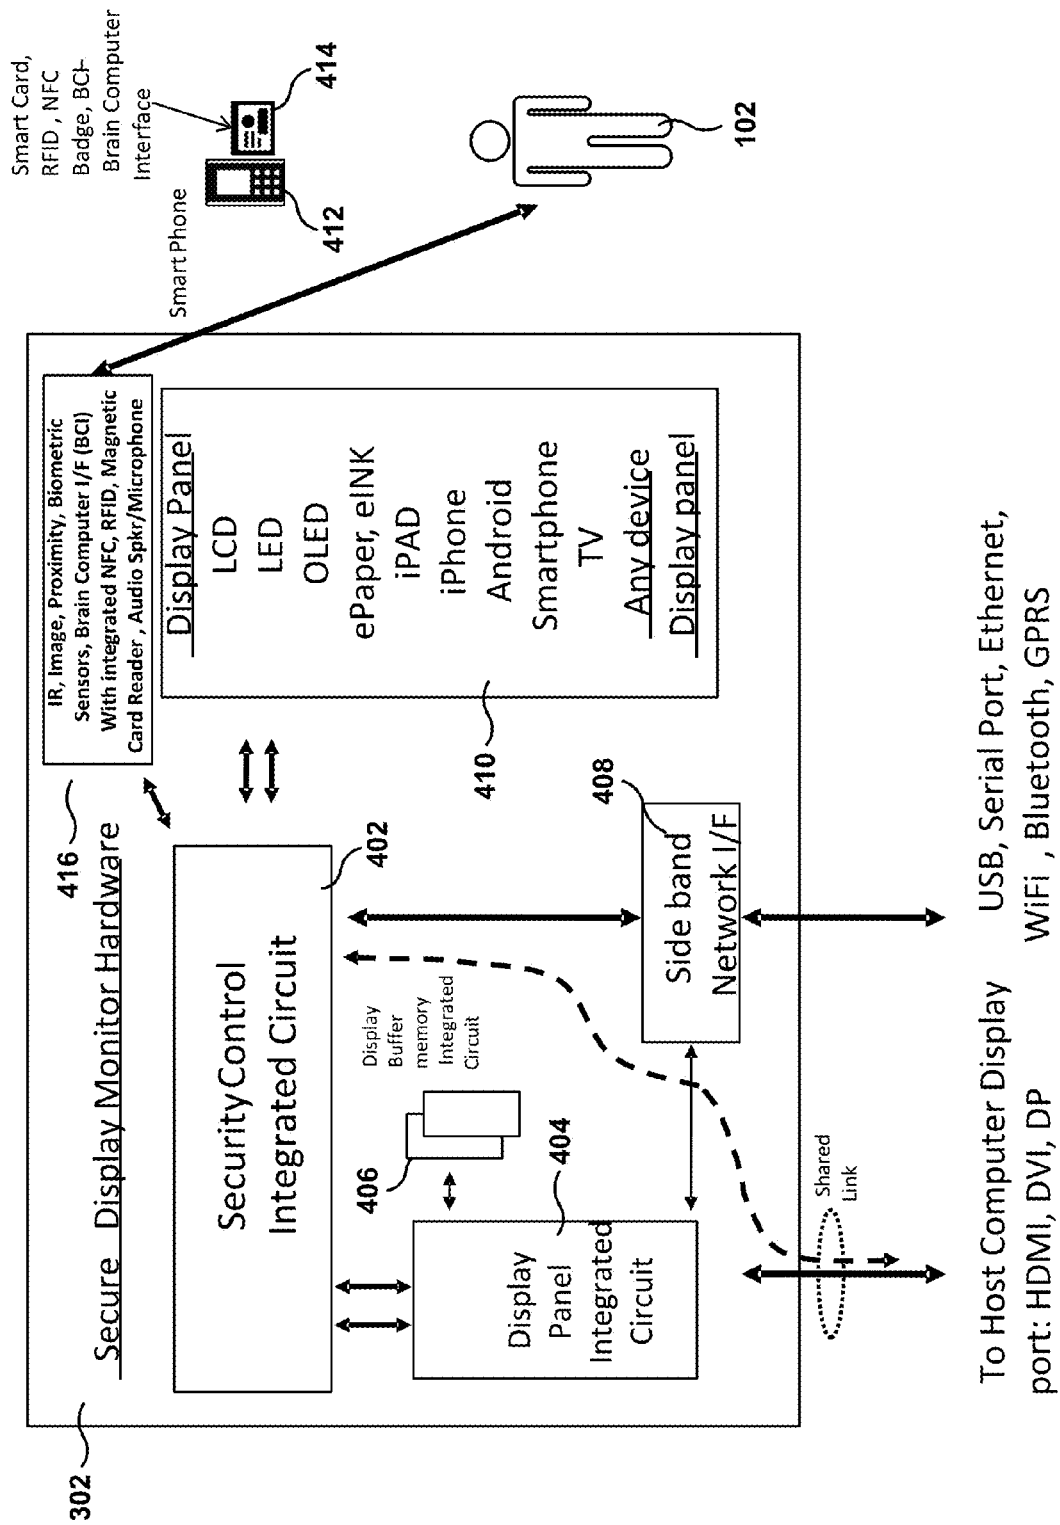 302
Secure Display Monitor Hardware
416
IR, Image, Proximity, Biometric
Sensors, Brain Computer I/F (BCI)
With integrated NFC, RFID, Magnetic
Card Reader , Audio Spkr/Microphone
Smart Card,
RFID , NFC
Badge, BCI-
Brain Computer
Interface
SmartPhone
412
414
102
Security Control
Integrated Circuit
402
Display Panel
LCD
LED
OLED
ePaper, eINK
iPAD
iPhone
Android
Smartphone
TV
Any device
Display panel
410
Display
Buffer
memory
Integrated
Circuit
406
404
Display
Panel
Integrated
Circuit
408
Side band
Network I/F
Shared
Link
To Host Computer Display
port: HDMI, DVI, DP
USB, Serial Port, Ethernet,
WiFi , Bluetooth, GPRS